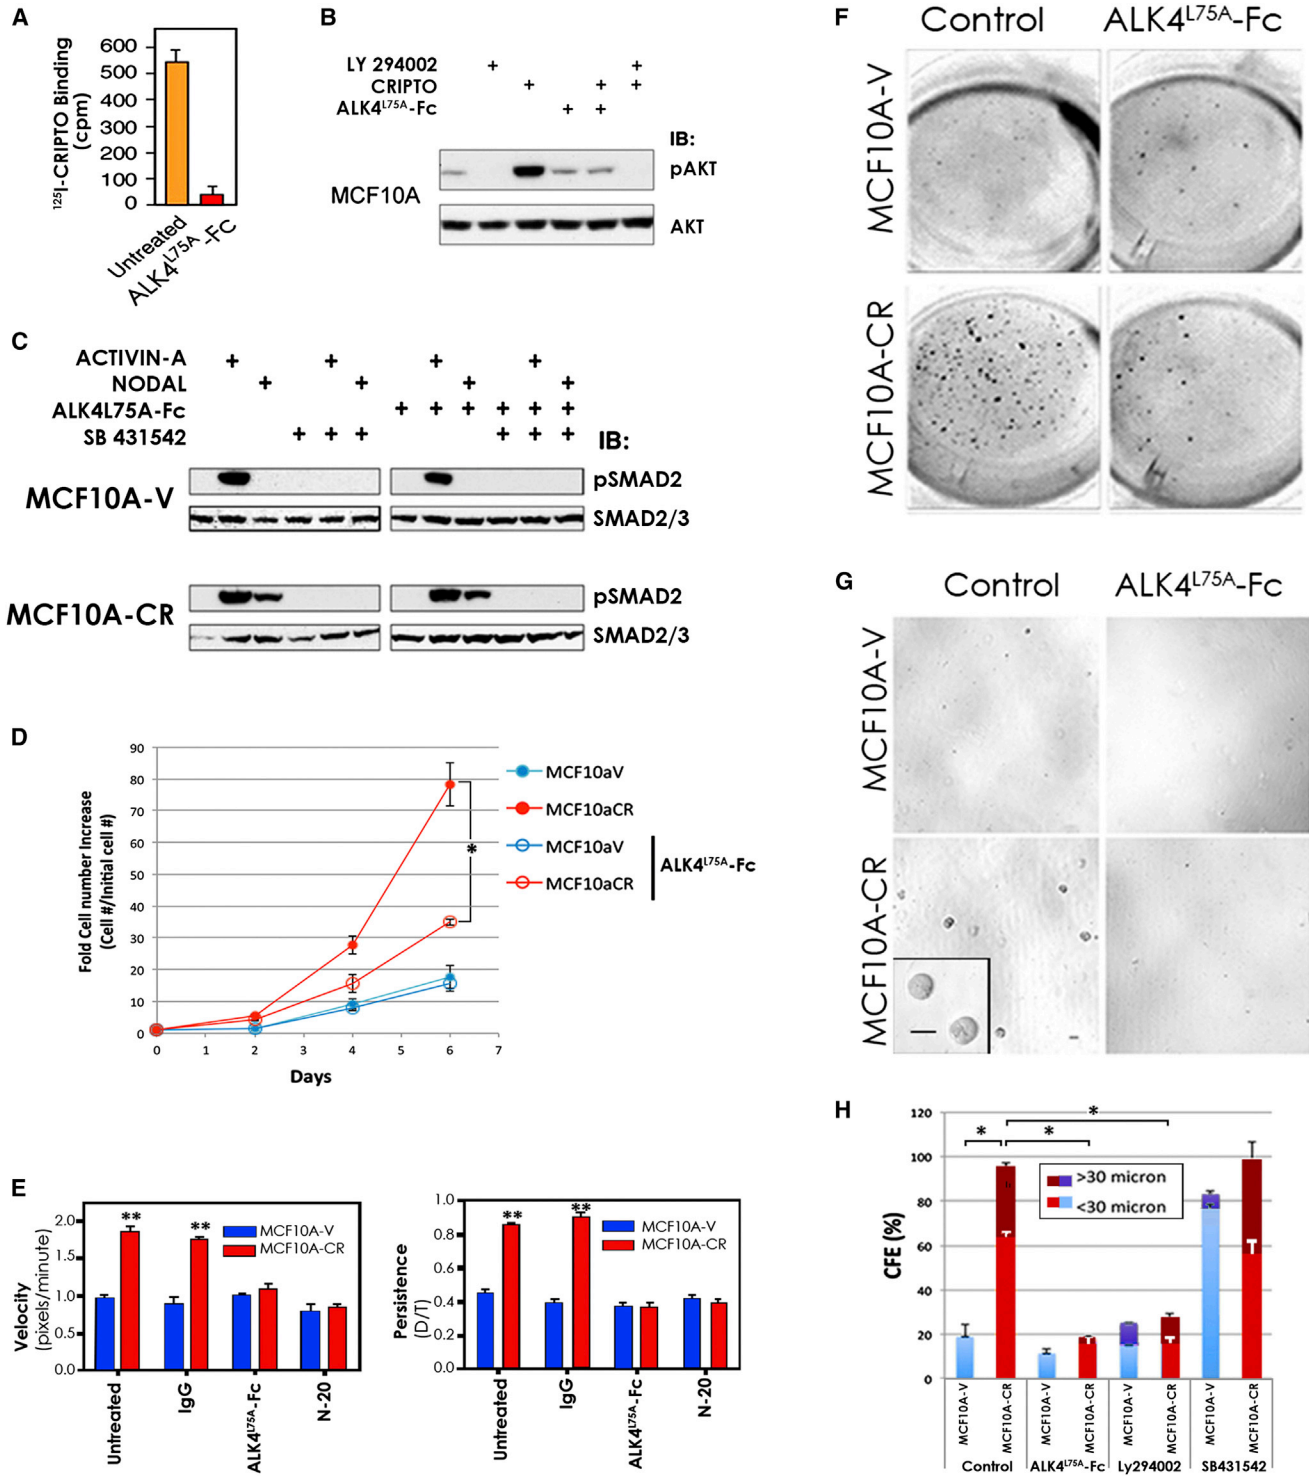 A
600
500
400
300
200
100
0
¹²⁵I-CRIPTO Binding
(cpm)
Untreated
ALK4ᴸ⁷⁵ᴬ-FC
B
LY 294002 + +
CRIPTO + + +
ALK4ᴸ⁷⁵ᴬ-Fc + +
IB:
MCF10A
pAKT
AKT
C
ACTIVIN-A + + + +
NODAL + + + +
ALK4L75A-Fc + + + + + +
SB 431542 + + + + + +
IB:
MCF10A-V
pSMAD2
SMAD2/3
MCF10A-CR
pSMAD2
SMAD2/3
D
90
80
70
60
50
40
30
20
10
0
Fold Cell number Increase
(Cell #/Initial cell #)
0 1 2 3 4 5 6 7
Days
*
MCF10aV
MCF10aCR
MCF10aV
MCF10aCR
ALK4ᴸ⁷⁵ᴬ-Fc
E
Velocity
(pixels/minute)
2.0
1.5
1.0
0.5
0.0
** **
MCF10A-V
MCF10A-CR
Untreated
IgG
ALK4ᴸ⁷⁵ᴬ-Fc
N-20
Persistence
(D/T)
1.0
0.8
0.6
0.4
0.2
0.0
** **
MCF10A-V
MCF10A-CR
Untreated
IgG
ALK4ᴸ⁷⁵ᴬ-Fc
N-20
F
Control ALK4ᴸ⁷⁵ᴬ-Fc
MCF10A-V
MCF10A-CR
G
Control ALK4ᴸ⁷⁵ᴬ-Fc
MCF10A-V
MCF10A-CR
H
120
100
80
60
40
20
0
CFE (%)
* * *
>30 micron
<30 micron
MCF10A-V
MCF10A-CR
MCF10A-V
MCF10A-CR
MCF10A-V
MCF10A-CR
MCF10A-V
MCF10A-CR
Control ALK4ᴸ⁷⁵ᴬ-Fc Ly294002 SB431542